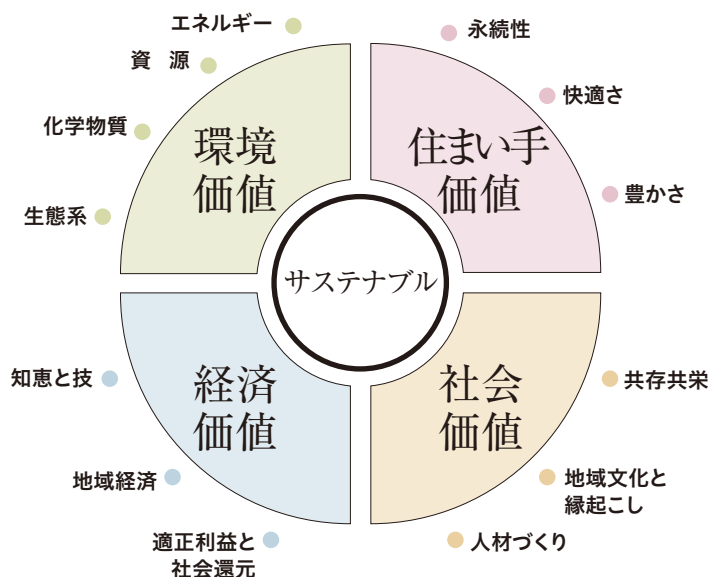 エネルギー
資　源
化学物質
生態系
環境
価値
永続性
快適さ
豊かさ
住まい手
価値
サステナブル
知恵と技
地域経済
適正利益と
社会還元
経済
価値
共存共栄
地域文化と
縁起こし
人材づくり
社会
価値